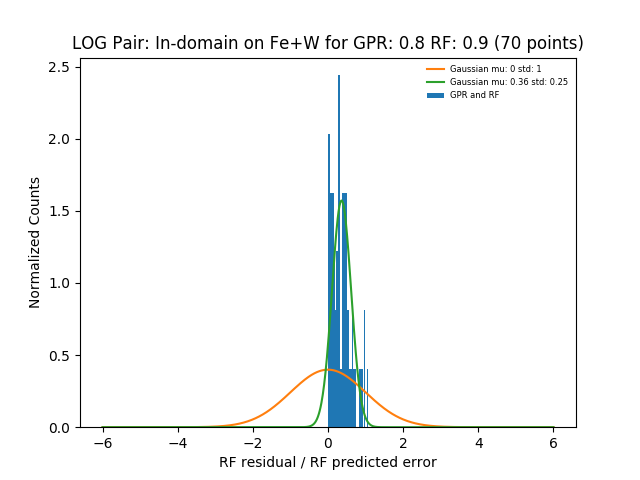 LOG Pair: In-domain on Fe+W for GPR: 0.8 RF: 0.9 (70 points)
Gaussian mu: 0 std: 1
Gaussian mu: 0.36 std: 0.25
GPR and RF
Normalized Counts
2.5
2.0
1.5
1.0
0.5
0.0
−6 −4 −2 0 2 4 6
RF residual / RF predicted error